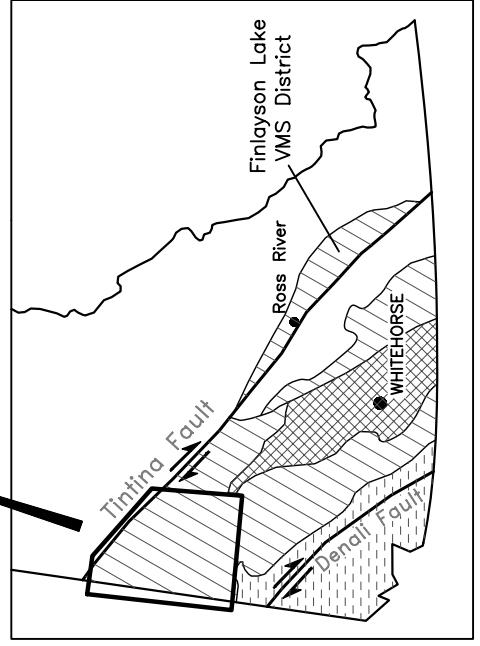 Finlayson Lake
VMS District
Ross River
WHITEHORSE
Tintina Fault
Denali Fault